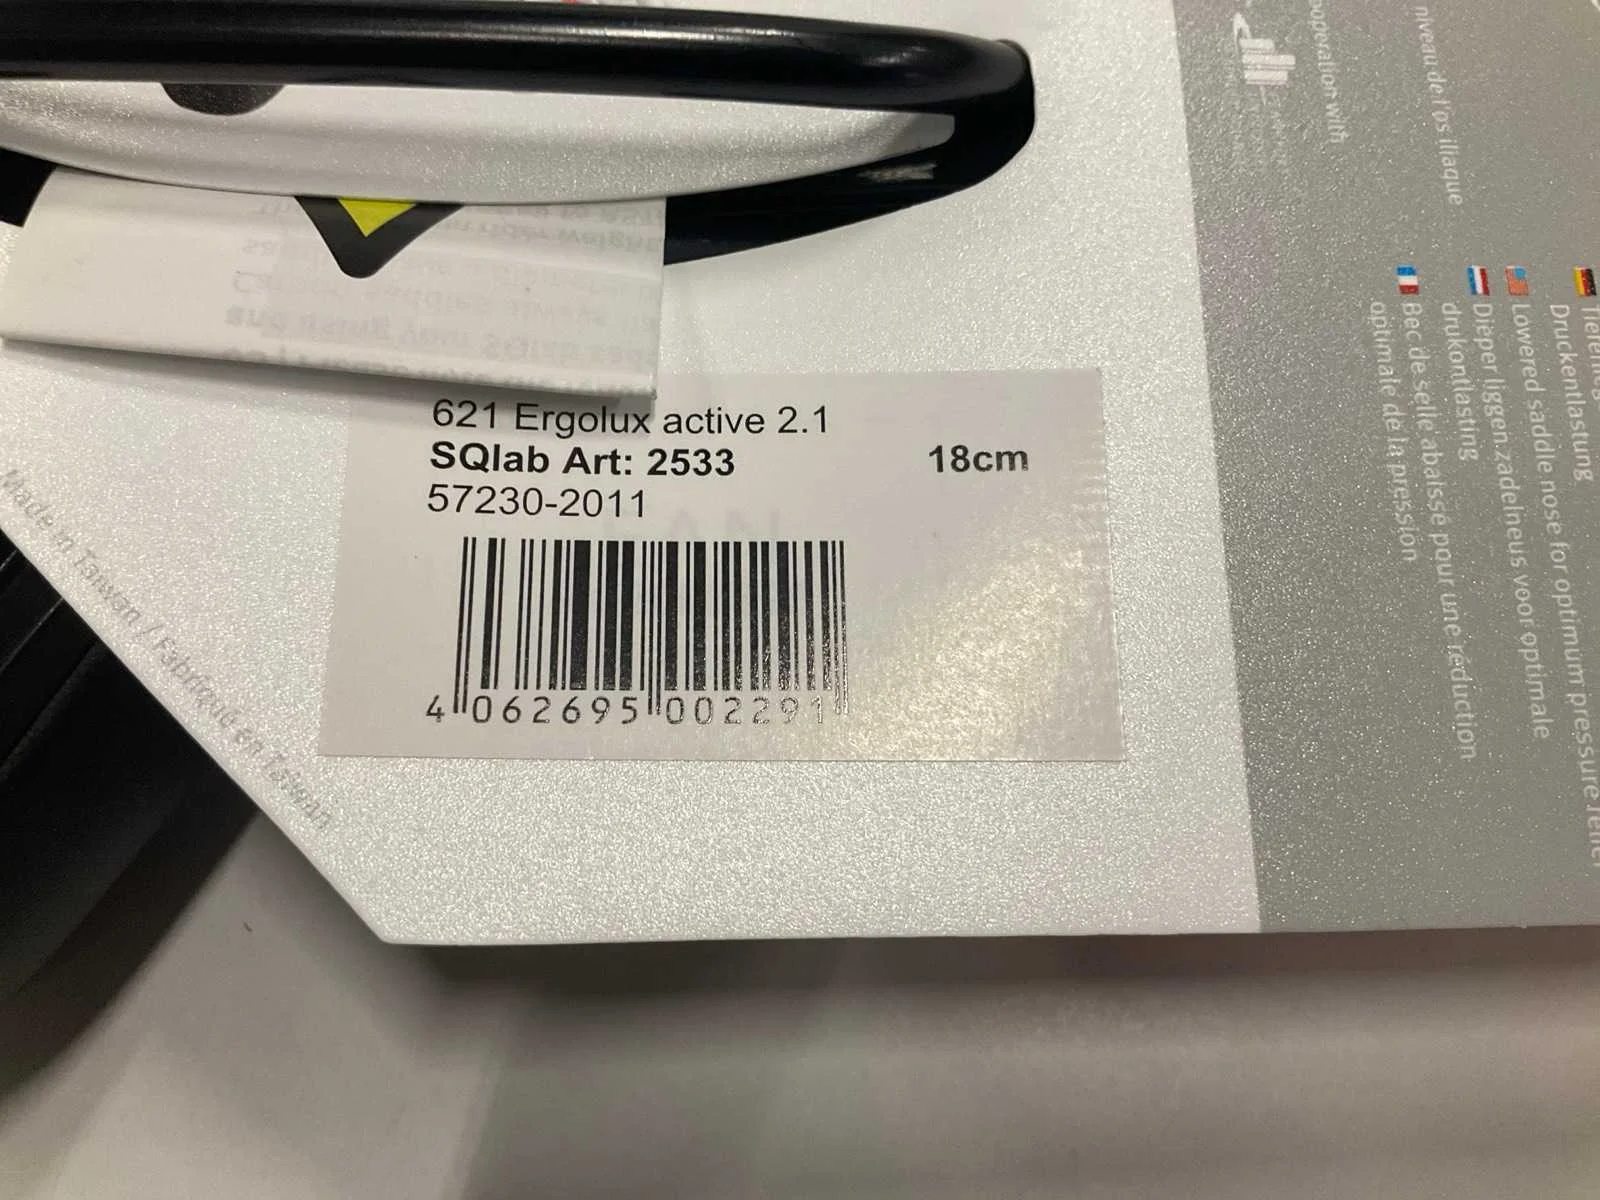 621 Ergolux active 2.1
SQlab Art: 2533
18cm
57230-2011
4 062695 002291
Made in Taiwan / Fabriqué en Taiwan
niveau de l'os iliaque
Druckentlastung
Lowered saddle nose for optimum pressure relief
Dieper liggen zadelneus voor optimale
drukontlasting
Bec de selle abaissé pour une réduction
optimale de la pression